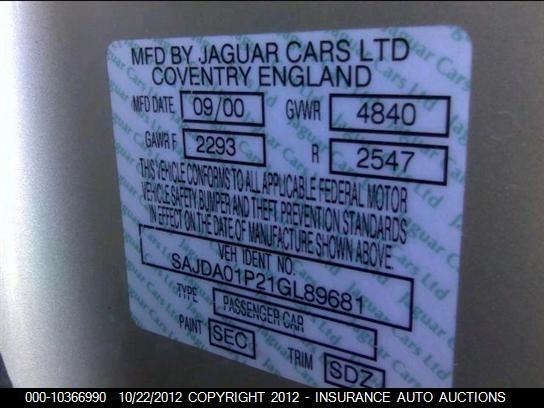 MFD BY JAGUAR CARS LTD
COVENTRY ENGLAND
MFD DATE 09/00 GVWR 4840
GAWR F 2293 R 2547
THIS VEHICLE CONFORMS TO ALL APPLICABLE FEDERAL MOTOR
VEHICLE SAFETY BUMPER AND THEFT PREVENTION STANDARDS
IN EFFECT ON THE DATE OF MANUFACTURE SHOWN ABOVE.
VEH IDENT NO.
SAJDA01P21GL89681
TYPE PASSENGER CAR
PAINT SEC TRIM SDZ
000-10366990 10/22/2012 COPYRIGHT 2012 - INSURANCE AUTO AUCTIONS